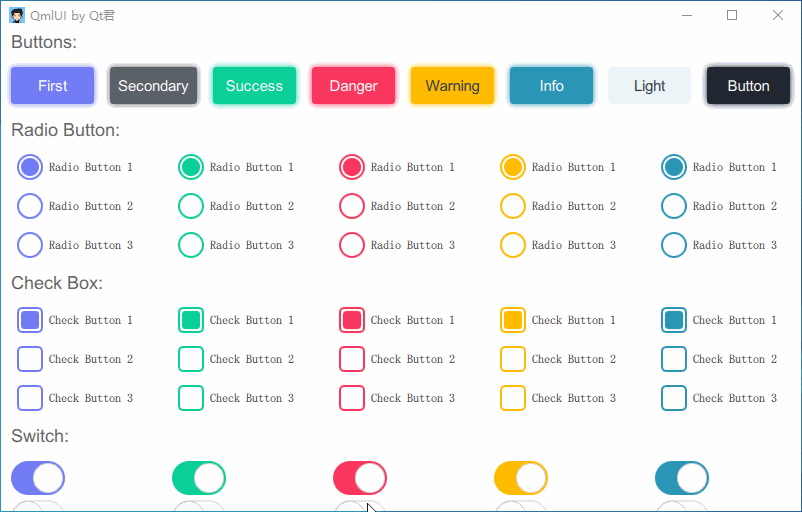 QmlUI by Qt君
Buttons:
First Secondary Success Danger Warning Info Light Button
Radio Button:
Radio Button 1 Radio Button 1 Radio Button 1 Radio Button 1 Radio Button 1
Radio Button 2 Radio Button 2 Radio Button 2 Radio Button 2 Radio Button 2
Radio Button 3 Radio Button 3 Radio Button 3 Radio Button 3 Radio Button 3
Check Box:
Check Button 1 Check Button 1 Check Button 1 Check Button 1 Check Button 1
Check Button 2 Check Button 2 Check Button 2 Check Button 2 Check Button 2
Check Button 3 Check Button 3 Check Button 3 Check Button 3 Check Button 3
Switch: